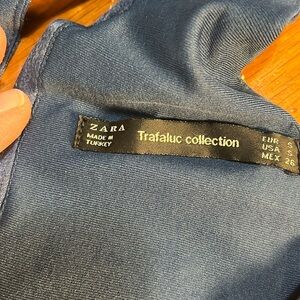 ZARA
MADE IN
TURKEY
Trafaluc collection
EUR S
USA S
MEX 26